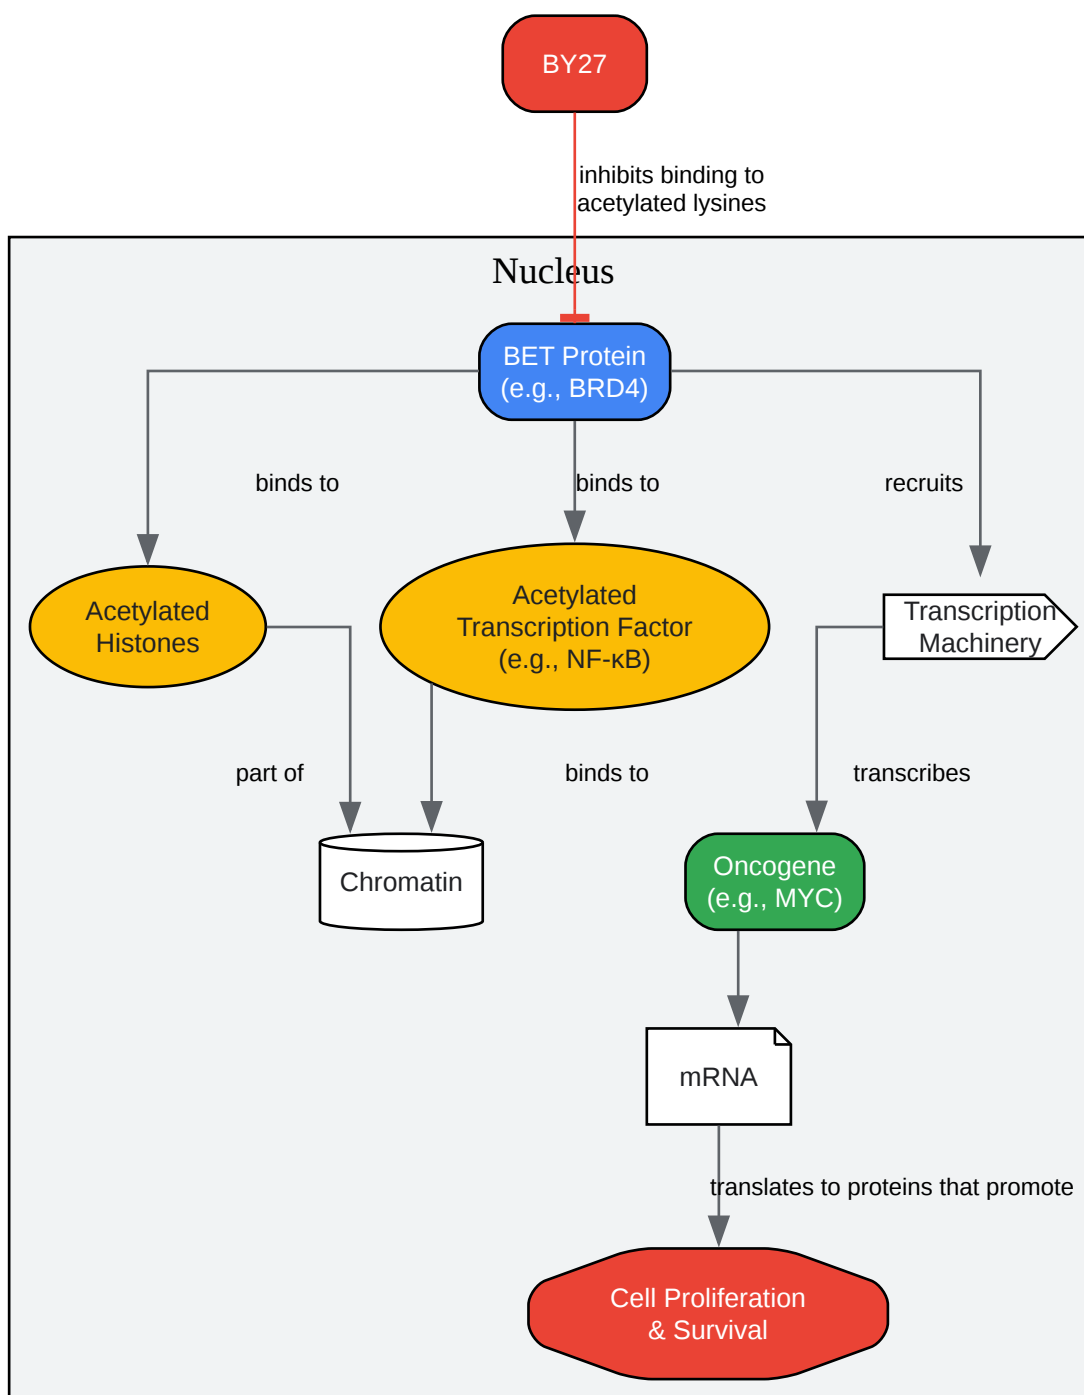 BY27
inhibits binding to
acetylated lysines
Nucleus
BET Protein
(e.g., BRD4)
binds to
binds to
recruits
Acetylated
Histones
Acetylated
Transcription Factor
(e.g., NF-κB)
Transcription
Machinery
part of
binds to
transcribes
Chromatin
Oncogene
(e.g., MYC)
mRNA
translates to proteins that promote
Cell Proliferation
& Survival